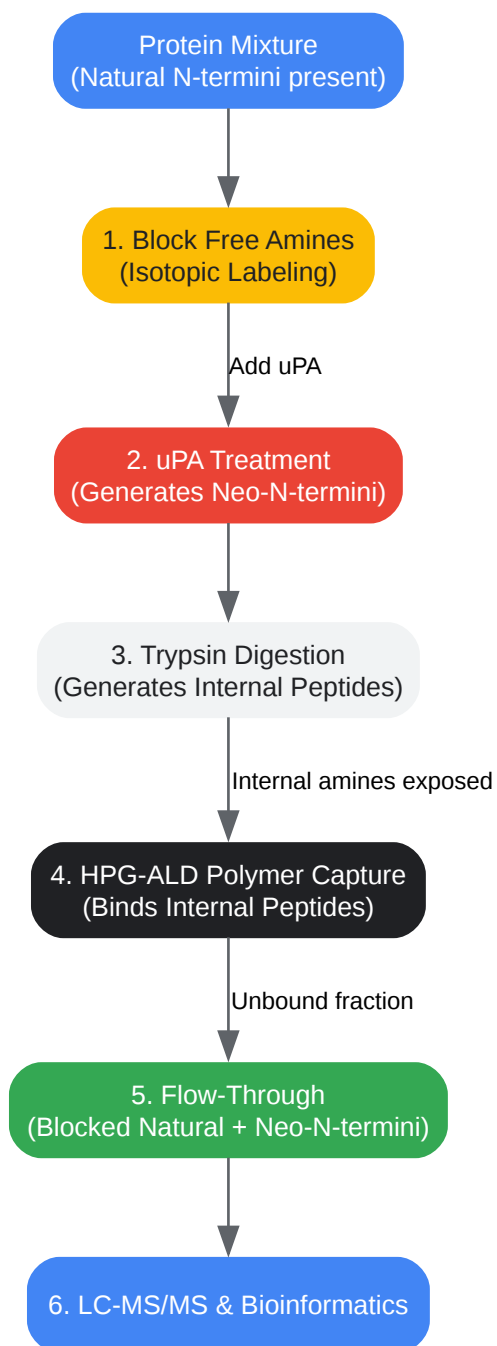 Protein Mixture
(Natural N-termini present)
1. Block Free Amines
(Isotopic Labeling)
Add uPA
2. uPA Treatment
(Generates Neo-N-termini)
3. Trypsin Digestion
(Generates Internal Peptides)
Internal amines exposed
4. HPG-ALD Polymer Capture
(Binds Internal Peptides)
Unbound fraction
5. Flow-Through
(Blocked Natural + Neo-N-termini)
6. LC-MS/MS & Bioinformatics